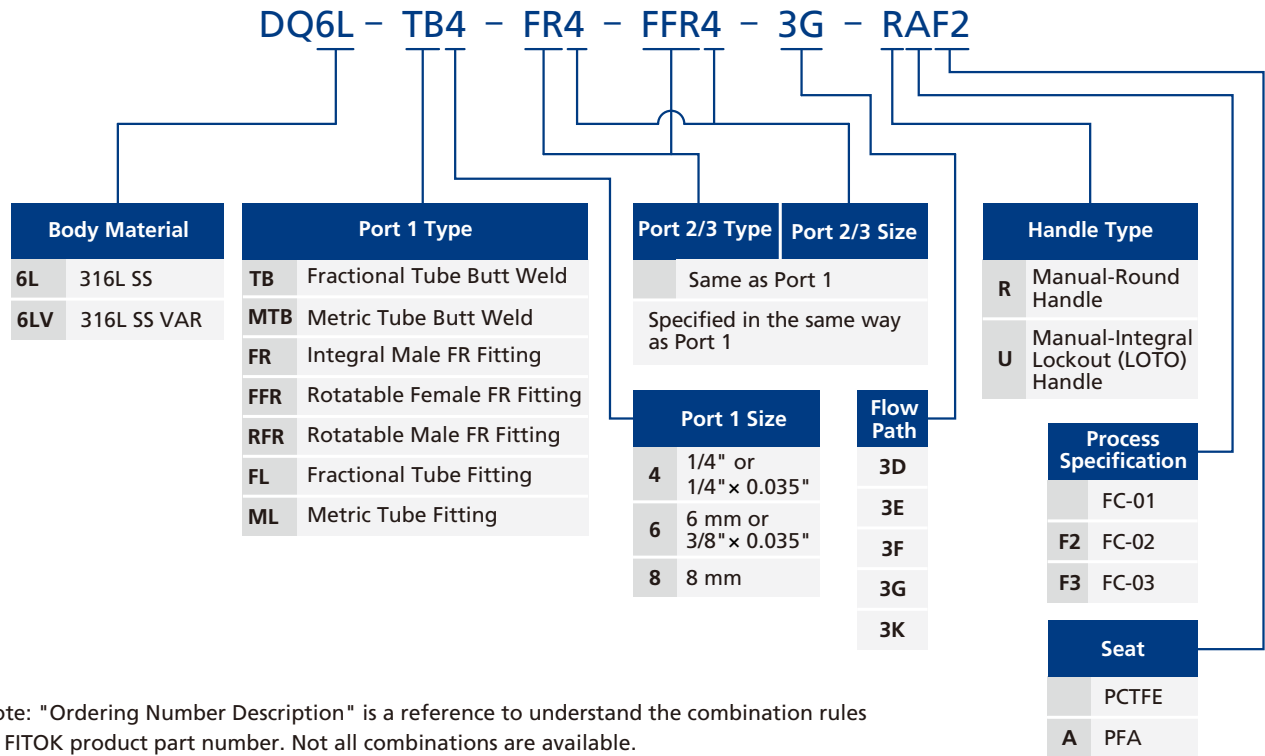 DQ6L – TB4 – FR4 – FFR4 – 3G – RAF2
Body Material
6L 316L SS
6LV 316L SS VAR
Port 1 Type
TB Fractional Tube Butt Weld
MTB Metric Tube Butt Weld
FR Integral Male FR Fitting
FFR Rotatable Female FR Fitting
RFR Rotatable Male FR Fitting
FL Fractional Tube Fitting
ML Metric Tube Fitting
Port 2/3 Type Port 2/3 Size
Same as Port 1
Specified in the same way
as Port 1
Port 1 Size
4 1/4" or
1/4"× 0.035"
6 6 mm or
3/8"× 0.035"
8 8 mm
Flow
Path
3D
3E
3F
3G
3K
Handle Type
R Manual-Round
Handle
U Manual-Integral
Lockout (LOTO)
Handle
Process
Specification
FC-01
F2 FC-02
F3 FC-03
Seat
PCTFE
A PFA
ote: "Ordering Number Description" is a reference to understand the combination rules
FITOK product part number. Not all combinations are available.